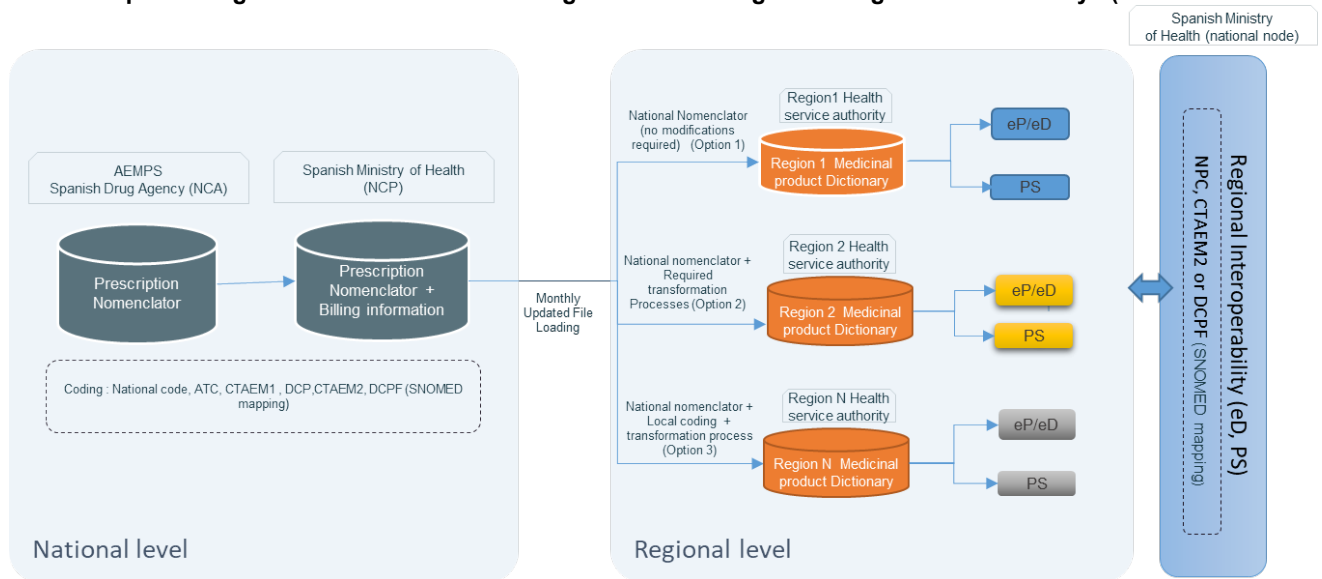 Spanish Ministry
of Health (national node)
AEMPS
Spanish Drug Agency (NCA)
Spanish Ministry of Health
(NCP)
Prescription
Nomenclator
Prescription
Nomenclator +
Billing information
Coding : National code, ATC, CTAEM1 , DCP,CTAEM2, DCPF (SNOMED
mapping)
National level
Monthly
Updated File
Loading
National Nomenclator
(no modifications
required) (Option 1)
Region1 Health
service authority
Region 1 Medicinal
product Dictionary
eP/eD
PS
National nomenclator +
Required
transformation
Processes (Option 2)
Region 2 Health
service authority
Region 2 Medicinal
product Dictionary
eP/eD
PS
National nomenclator +
Local coding +
transformation process
(Option 3)
Region N Health
service authority
Region N Medicinal
product Dictionary
eP/eD
PS
Regional level
Regional Interoperability (eD, PS)
NPC, CTAEM2 or DCPF (SNOMED mapping)